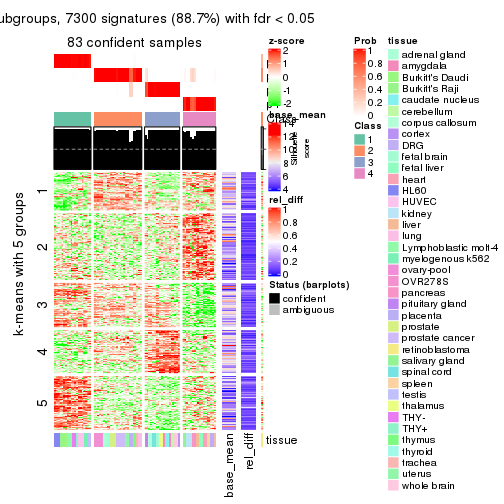 ubgroups, 7300 signatures (88.7%) with fdr < 0.05
83 confident samples
k-means with 5 groups
1
2
3
4
5
Class
Silhouette
score
base_mean
rel_diff
tissue
z-score
2
1
0
-1
-2
base_mean
14
12
10
8
6
4
rel_diff
1
0.8
0.6
0.4
0.2
0
Status (barplots)
confident
ambiguous
Prob
1
0.8
0.6
0.4
0.2
0
Class
1
2
3
4
tissue
adrenal gland
amygdala
Burkitt's Daudi
Burkitt's Raji
caudate nucleus
cerebellum
corpus callosum
cortex
DRG
fetal brain
fetal liver
heart
HL60
HUVEC
kidney
liver
lung
Lymphoblastic molt-4
myelogenous k562
ovary-pool
OVR278S
pancreas
pituitary gland
placenta
prostate
prostate cancer
retinoblastoma
salivary gland
spinal cord
spleen
testis
thalamus
THY-
THY+
thymus
thyroid
trachea
uterus
whole brain